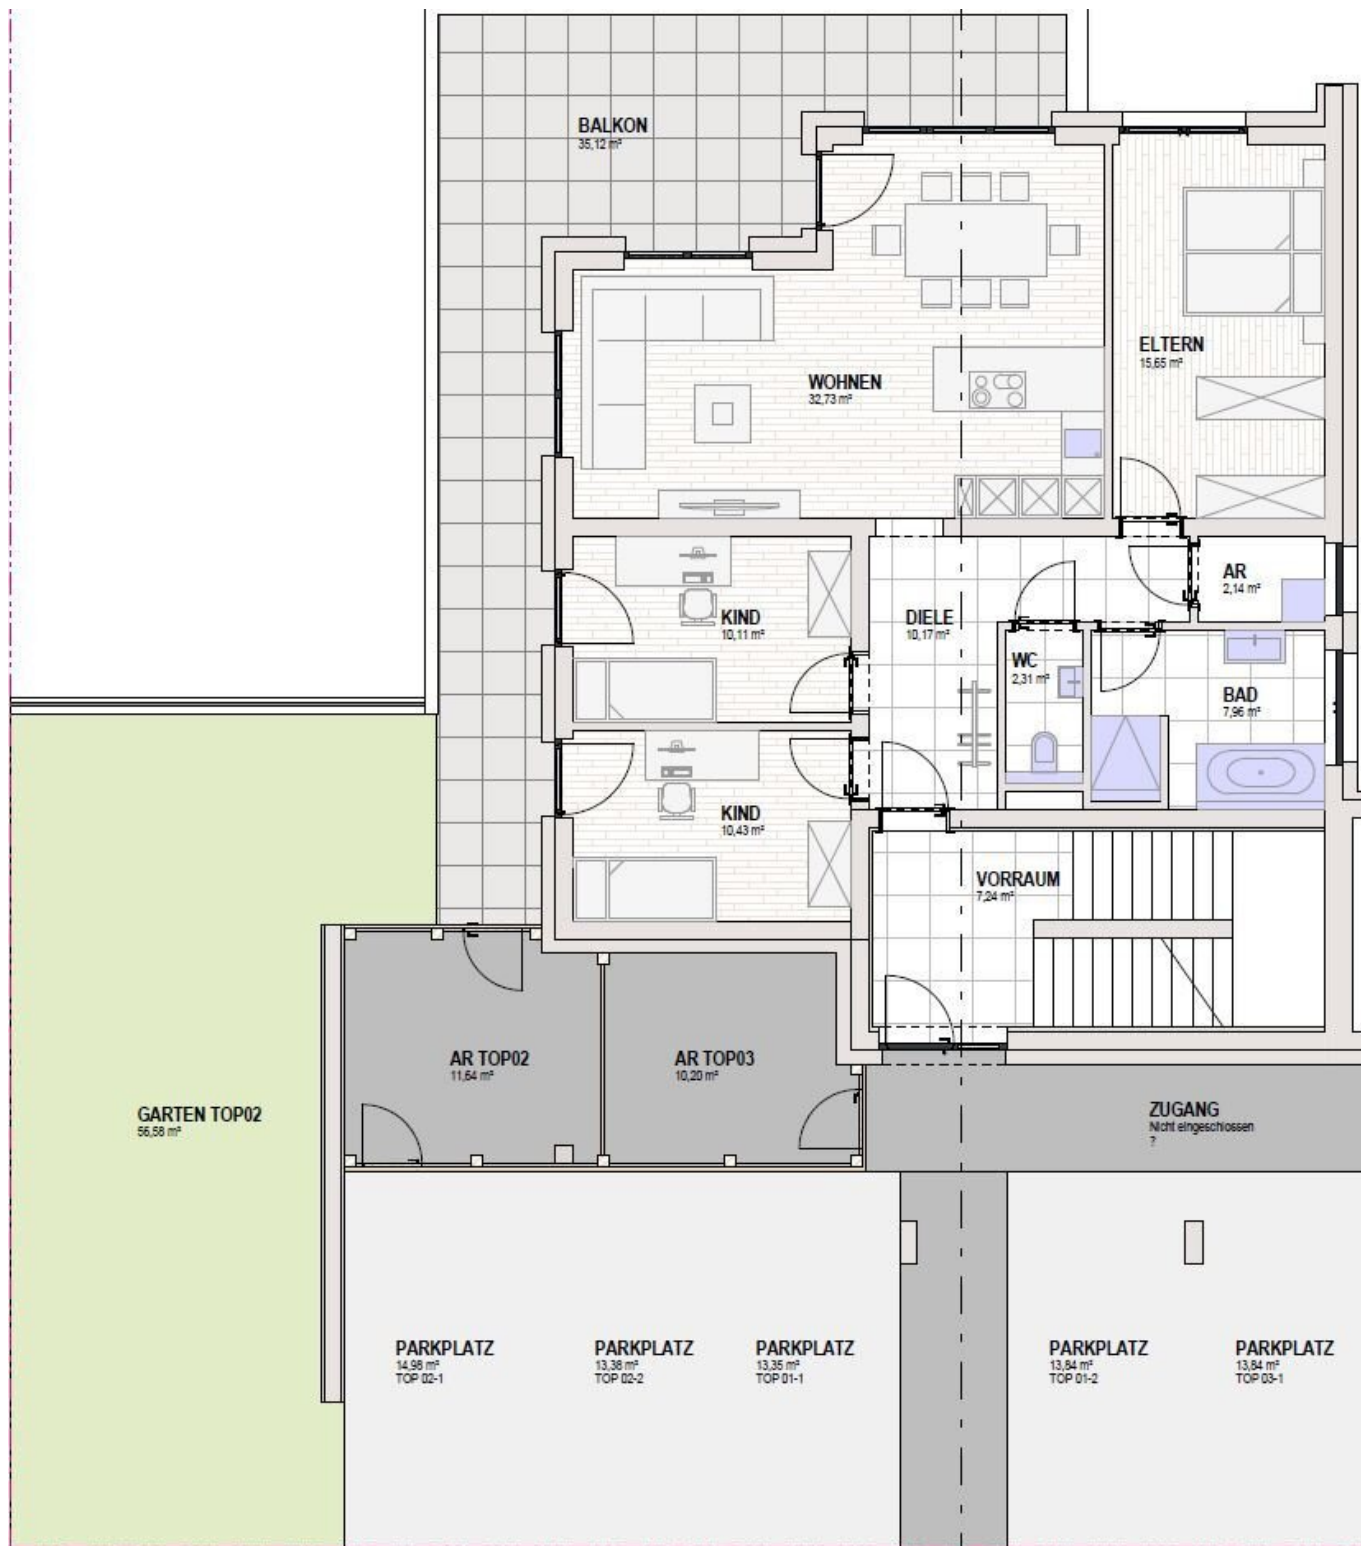 BALKON
35,12 m²
ELTERN
15,65 m²
WOHNEN
32,73 m²
AR
2,14 m²
KIND
10,11 m²
DIELE
10,17 m²
WC
2,31 m²
BAD
7,96 m²
KIND
10,43 m²
VORRAUM
7,24 m²
AR TOP02
11,64 m²
AR TOP03
10,20 m²
GARTEN TOP02
56,58 m²
ZUGANG
Nicht eingeschlossen
?
PARKPLATZ
14,98 m²
TOP 02-1
PARKPLATZ
13,38 m²
TOP 02-2
PARKPLATZ
13,35 m²
TOP 01-1
PARKPLATZ
13,84 m²
TOP 01-2
PARKPLATZ
13,84 m²
TOP 03-1